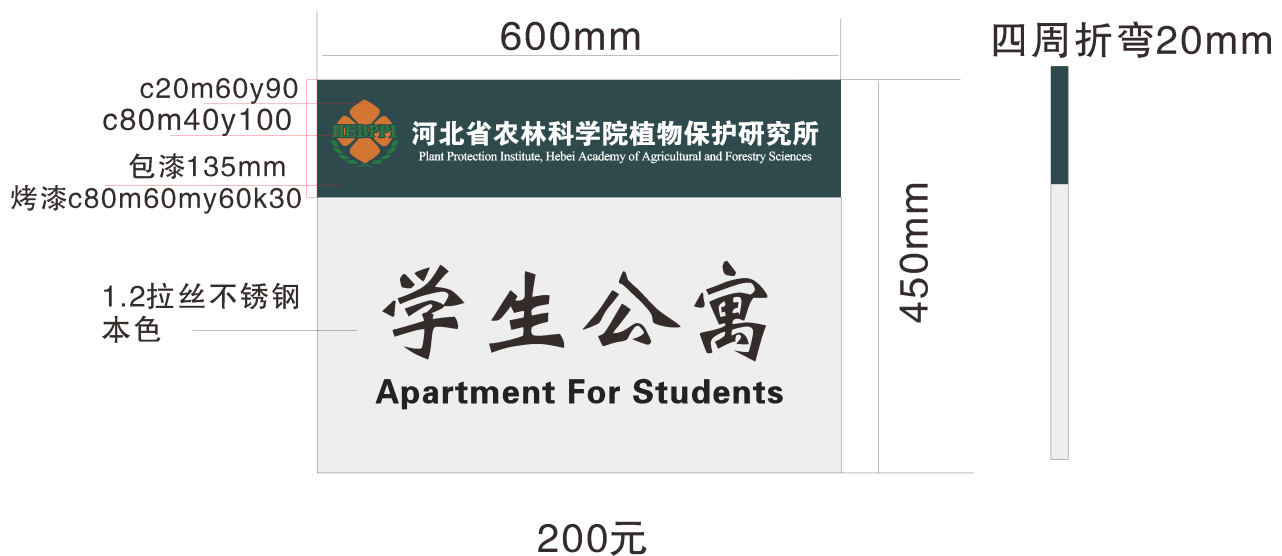 600mm
四周折弯20mm
c20m60y90
c80m40y100
包漆135mm
烤漆c80m60my60k30
HEBPPI
河北省农林科学院植物保护研究所
Plant Protection Institute, Hebei Academy of Agricultural and Forestry Sciences
450mm
1.2拉丝不锈钢
本色
学生公寓
Apartment For Students
200元